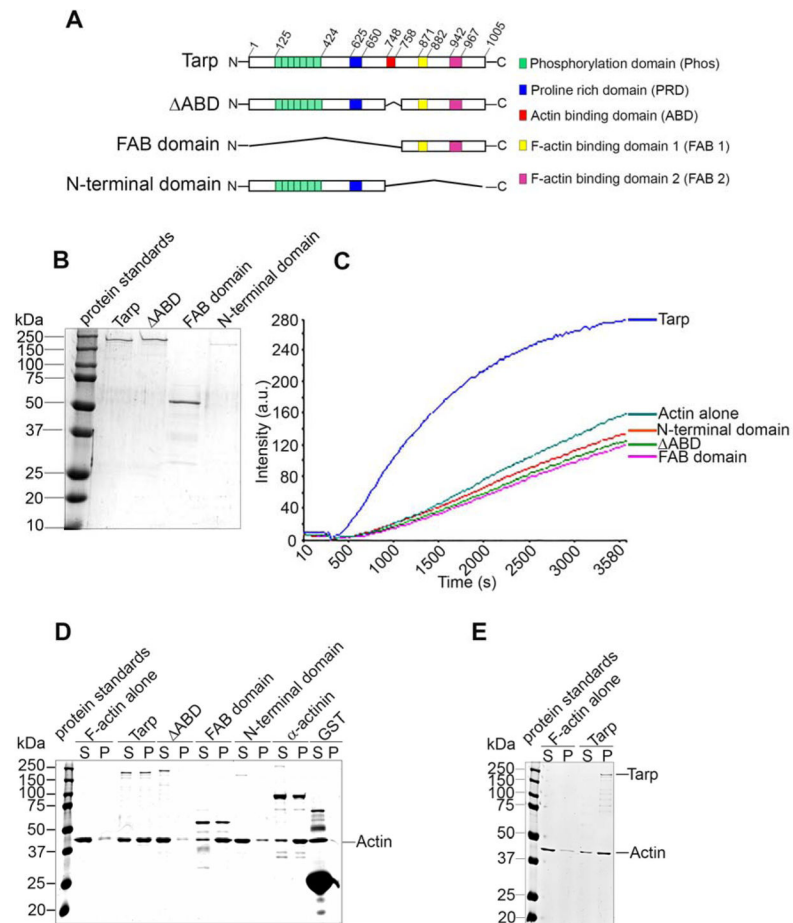 A
1 125 424 625 650 748 758 871 882 942 967 1005
Tarp N C
ΔABD N C
FAB domain N C
N-terminal domain N C
Phosphorylation domain (Phos)
Proline rich domain (PRD)
Actin binding domain (ABD)
F-actin binding domain 1 (FAB 1)
F-actin binding domain 2 (FAB 2)
B
kDa
protein standards
Tarp
ΔABD
FAB domain
N-terminal domain
250
150
100
75
50
37
25
20
10
C
Intensity (a.u.)
280
240
200
160
120
80
40
0
10 500 1000 1500 2000 2500 3000 3580
Time (s)
Tarp
Actin alone
N-terminal domain
ΔABD
FAB domain
D
kDa
protein standards
F-actin alone
Tarp
ΔABD
FAB domain
N-terminal domain
α-actinin
GST
S P S P S P S P S P S P S P
250
150
100
75
50
37
25
20
Actin
E
kDa
protein standards
F-actin alone
Tarp
S P S P
250
150
100
75
50
37
25
20
Tarp
Actin